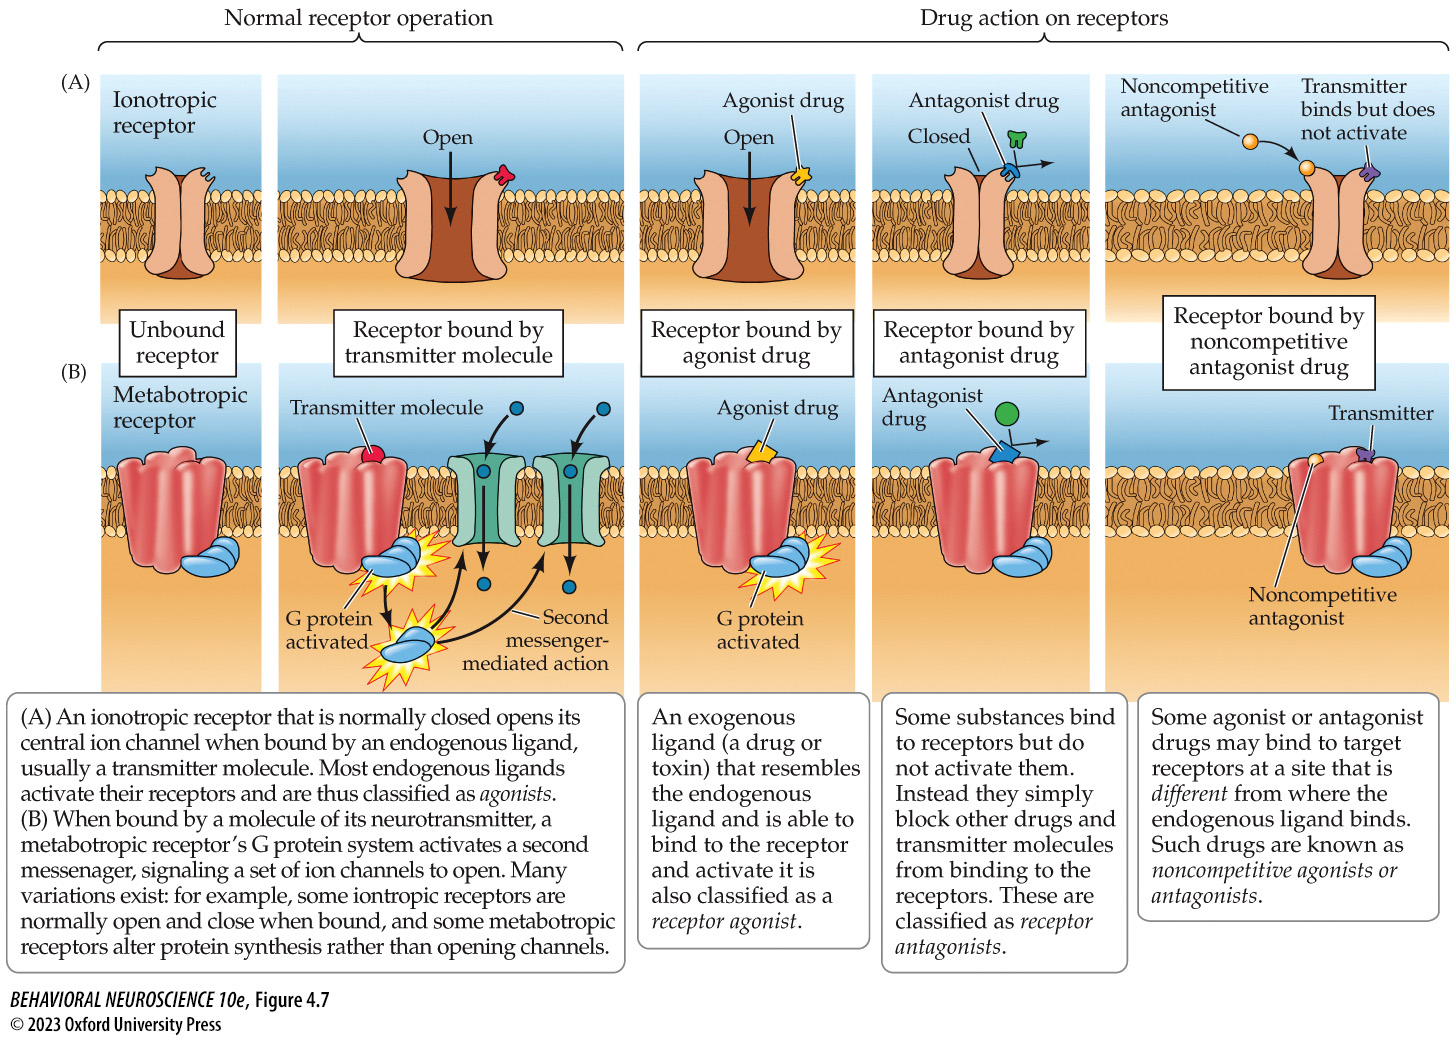 Normal receptor operation
Drug action on receptors
(A)
Ionotropic
receptor
Open
Agonist drug
Open
Antagonist drug
Closed
Noncompetitive
antagonist
Transmitter
binds but does
not activate
Unbound
receptor
Receptor bound by
transmitter molecule
Receptor bound by
agonist drug
Receptor bound by
antagonist drug
Receptor bound by
noncompetitive
antagonist drug
(B)
Metabotropic
receptor
Transmitter molecule
G protein
activated
Second
messenger-
mediated action
Agonist drug
G protein
activated
Antagonist
drug
Transmitter
Noncompetitive
antagonist
(A) An ionotropic receptor that is normally closed opens its
central ion channel when bound by an endogenous ligand,
usually a transmitter molecule. Most endogenous ligands
activate their receptors and are thus classified as agonists.
(B) When bound by a molecule of its neurotransmitter, a
metabotropic receptor's G protein system activates a second
messenager, signaling a set of ion channels to open. Many
variations exist: for example, some iontropic receptors are
normally open and close when bound, and some metabotropic
receptors alter protein synthesis rather than opening channels.
An exogenous
ligand (a drug or
toxin) that resembles
the endogenous
ligand and is able to
bind to the receptor
and activate it is
also classified as a
receptor agonist.
Some substances bind
to receptors but do
not activate them.
Instead they simply
block other drugs and
transmitter molecules
from binding to the
receptors. These are
classified as receptor
antagonists.
Some agonist or antagonist
drugs may bind to target
receptors at a site that is
different from where the
endogenous ligand binds.
Such drugs are known as
noncompetitive agonists or
antagonists.
BEHAVIORAL NEUROSCIENCE 10e, Figure 4.7
© 2023 Oxford University Press